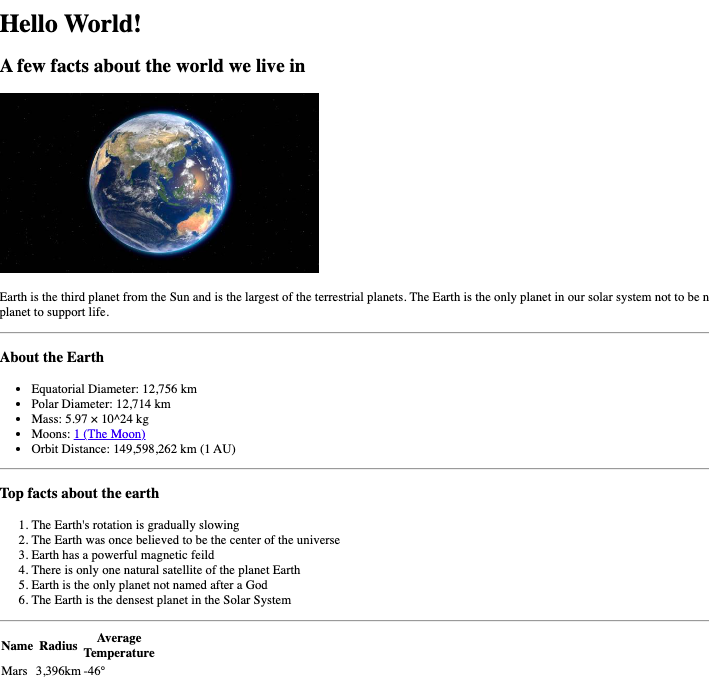 Hello World!
A few facts about the world we live in
Earth is the third planet from the Sun and is the largest of the terrestrial planets. The Earth is the only planet in our solar system not to be
planet to support life.
About the Earth
• Equatorial Diameter: 12,756 km
• Polar Diameter: 12,714 km
• Mass: 5.97 × 10^24 kg
• Moons: 1 (The Moon)
• Orbit Distance: 149,598,262 km (1 AU)
Top facts about the earth
1. The Earth's rotation is gradually slowing
2. The Earth was once believed to be the center of the universe
3. Earth has a powerful magnetic feild
4. There is only one natural satellite of the planet Earth
5. Earth is the only planet not named after a God
6. The Earth is the densest planet in the Solar System
Name Radius Average
Temperature
Mars 3,396km -46°